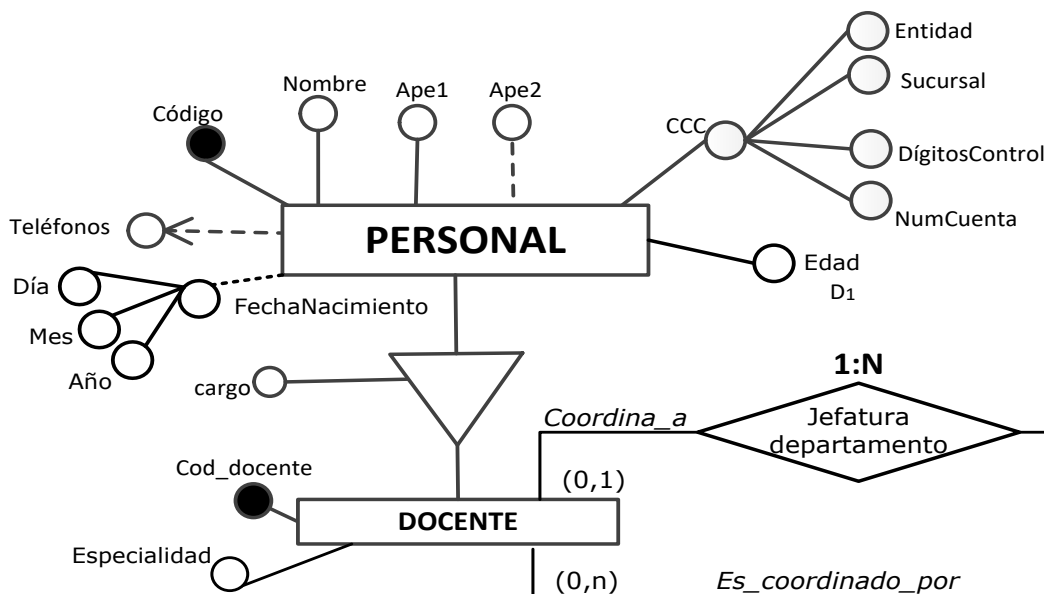 Entidad
Nombre
Ape1
Ape2
Sucursal
Código
CCC
DígitosControl
Teléfonos
NumCuenta
PERSONAL
Edad
D1
Día
FechaNacimiento
Mes
Año
1:N
cargo
Coordina_a
Jefatura
departamento
Cod_docente
(0,1)
DOCENTE
Especialidad
(0,n)
Es_coordinado_por